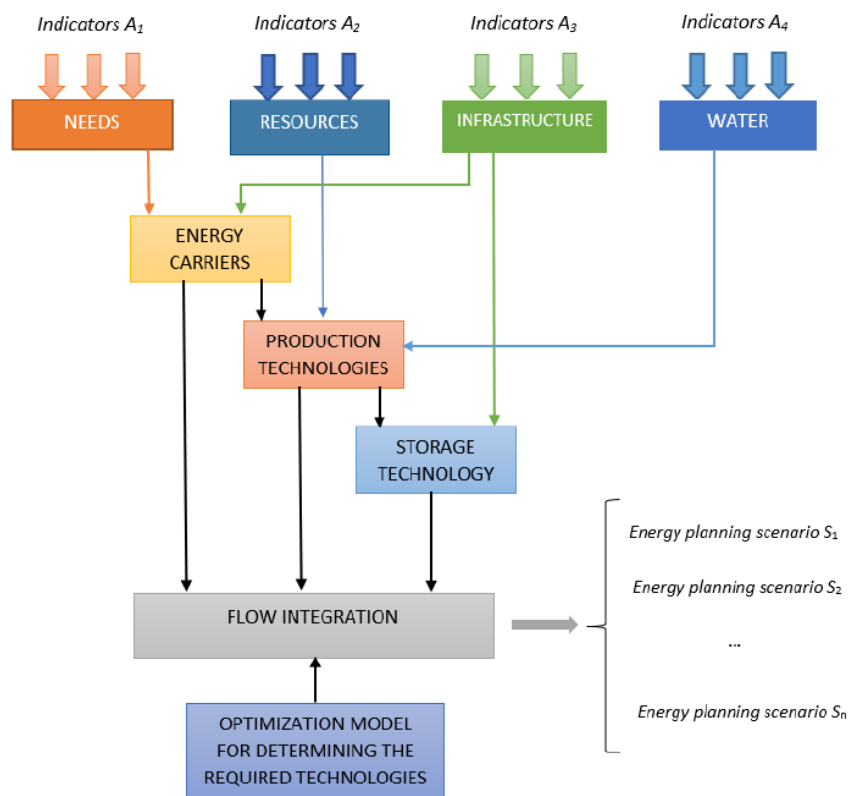 Indicators A1
Indicators A2
Indicators A3
Indicators A4
NEEDS
RESOURCES
INFRASTRUCTURE
WATER
ENERGY
CARRIERS
PRODUCTION
TECHNOLOGIES
STORAGE
TECHNOLOGY
Energy planning scenario S1
Energy planning scenario S2
...
Energy planning scenario Sn
FLOW INTEGRATION
OPTIMIZATION MODEL
FOR DETERMINING THE
REQUIRED TECHNOLOGIES